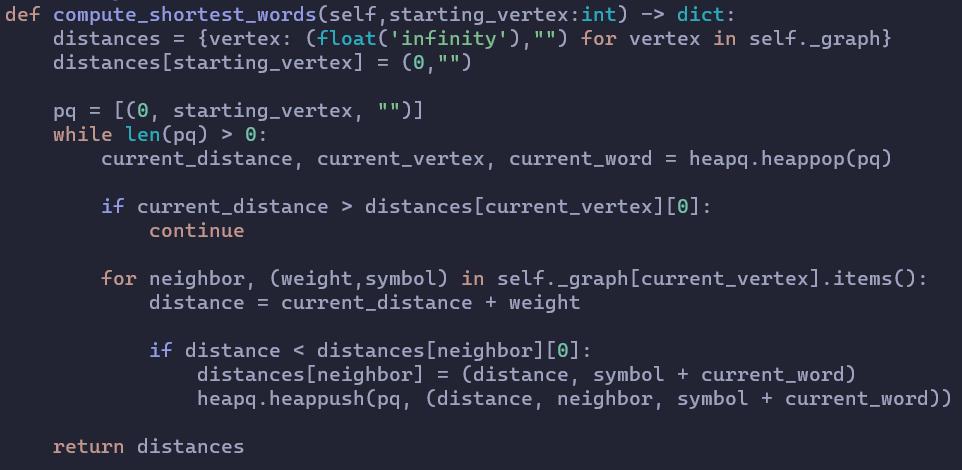 def compute_shortest_words(self,starting_vertex:int) -> dict:
    distances = {vertex: (float('infinity'),"") for vertex in self._graph}
    distances[starting_vertex] = (0,"")

    pq = [(0, starting_vertex, "")]
    while len(pq) > 0:
        current_distance, current_vertex, current_word = heapq.heappop(pq)

        if current_distance > distances[current_vertex][0]:
            continue

        for neighbor, (weight,symbol) in self._graph[current_vertex].items():
            distance = current_distance + weight

            if distance < distances[neighbor][0]:
                distances[neighbor] = (distance, symbol + current_word)
                heapq.heappush(pq, (distance, neighbor, symbol + current_word))

    return distances